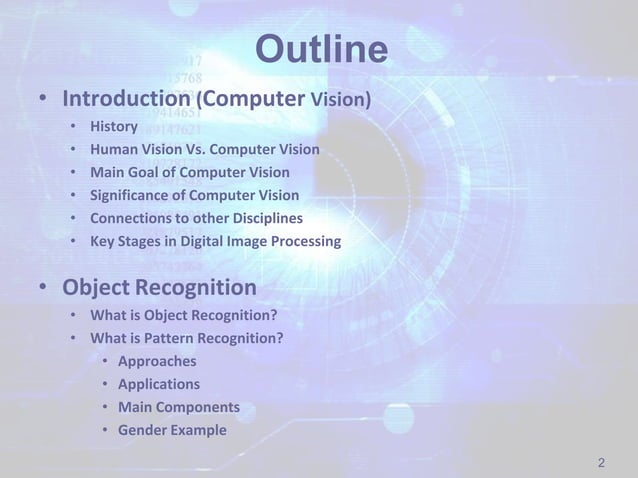 Outline
• Introduction (Computer Vision)
• History
• Human Vision Vs. Computer Vision
• Main Goal of Computer Vision
• Significance of Computer Vision
• Connections to other Disciplines
• Key Stages in Digital Image Processing
• Object Recognition
• What is Object Recognition?
• What is Pattern Recognition?
• Approaches
• Applications
• Main Components
• Gender Example
2